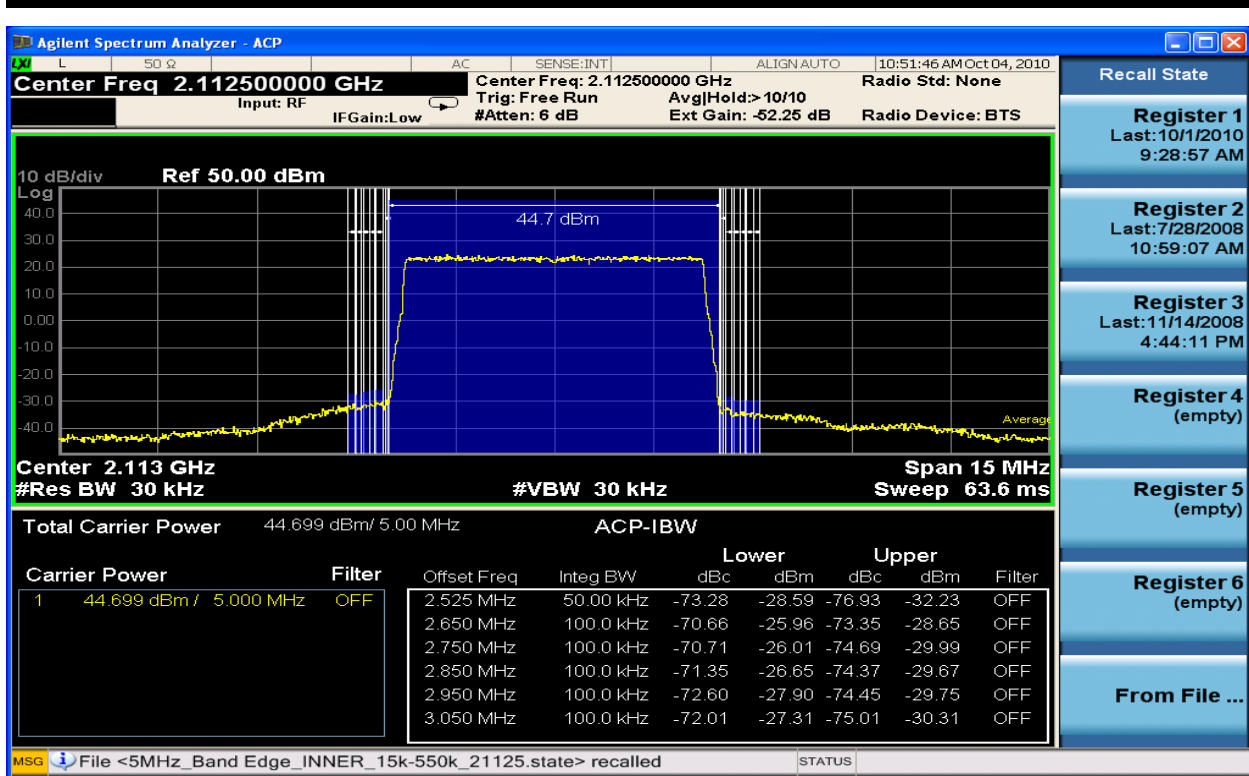 Agilent Spectrum Analyzer - ACP
LXI L 50 Ω AC SENSE:INT ALIGN AUTO 10:51:46 AM Oct 04, 2010
Center Freq 2.112500000 GHz
Input: RF
IFGain:Low
Center Freq: 2.112500000 GHz
Trig: Free Run
#Atten: 6 dB
Avg|Hold:> 10/10
Ext Gain: -52.25 dB
Radio Std: None
Radio Device: BTS
10 dB/div Ref 50.00 dBm
Log
40.0
30.0
20.0
10.0
0.00
-10.0
-20.0
-30.0
-40.0
44.7 dBm
Average
Center 2.113 GHz Span 15 MHz
#Res BW 30 kHz #VBW 30 kHz Sweep 63.6 ms
Total Carrier Power 44.699 dBm/ 5.00 MHz ACP-IBW
Lower Upper
Carrier Power Filter
1 44.699 dBm / 5.000 MHz OFF
Offset Freq Integ BW dBc dBm dBc dBm Filter
2.525 MHz 50.00 kHz -73.28 -28.59 -76.93 -32.23 OFF
2.650 MHz 100.0 kHz -70.66 -25.96 -73.35 -28.65 OFF
2.750 MHz 100.0 kHz -70.71 -26.01 -74.69 -29.99 OFF
2.850 MHz 100.0 kHz -71.35 -26.65 -74.37 -29.67 OFF
2.950 MHz 100.0 kHz -72.60 -27.90 -74.45 -29.75 OFF
3.050 MHz 100.0 kHz -72.01 -27.31 -75.01 -30.31 OFF
MSG File <5MHz_Band Edge_INNER_15k-550k_21125.state> recalled STATUS
Recall State
Register 1
Last:10/1/2010
9:28:57 AM
Register 2
Last:7/28/2008
10:59:07 AM
Register 3
Last:11/14/2008
4:44:11 PM
Register 4
(empty)
Register 5
(empty)
Register 6
(empty)
From File ...